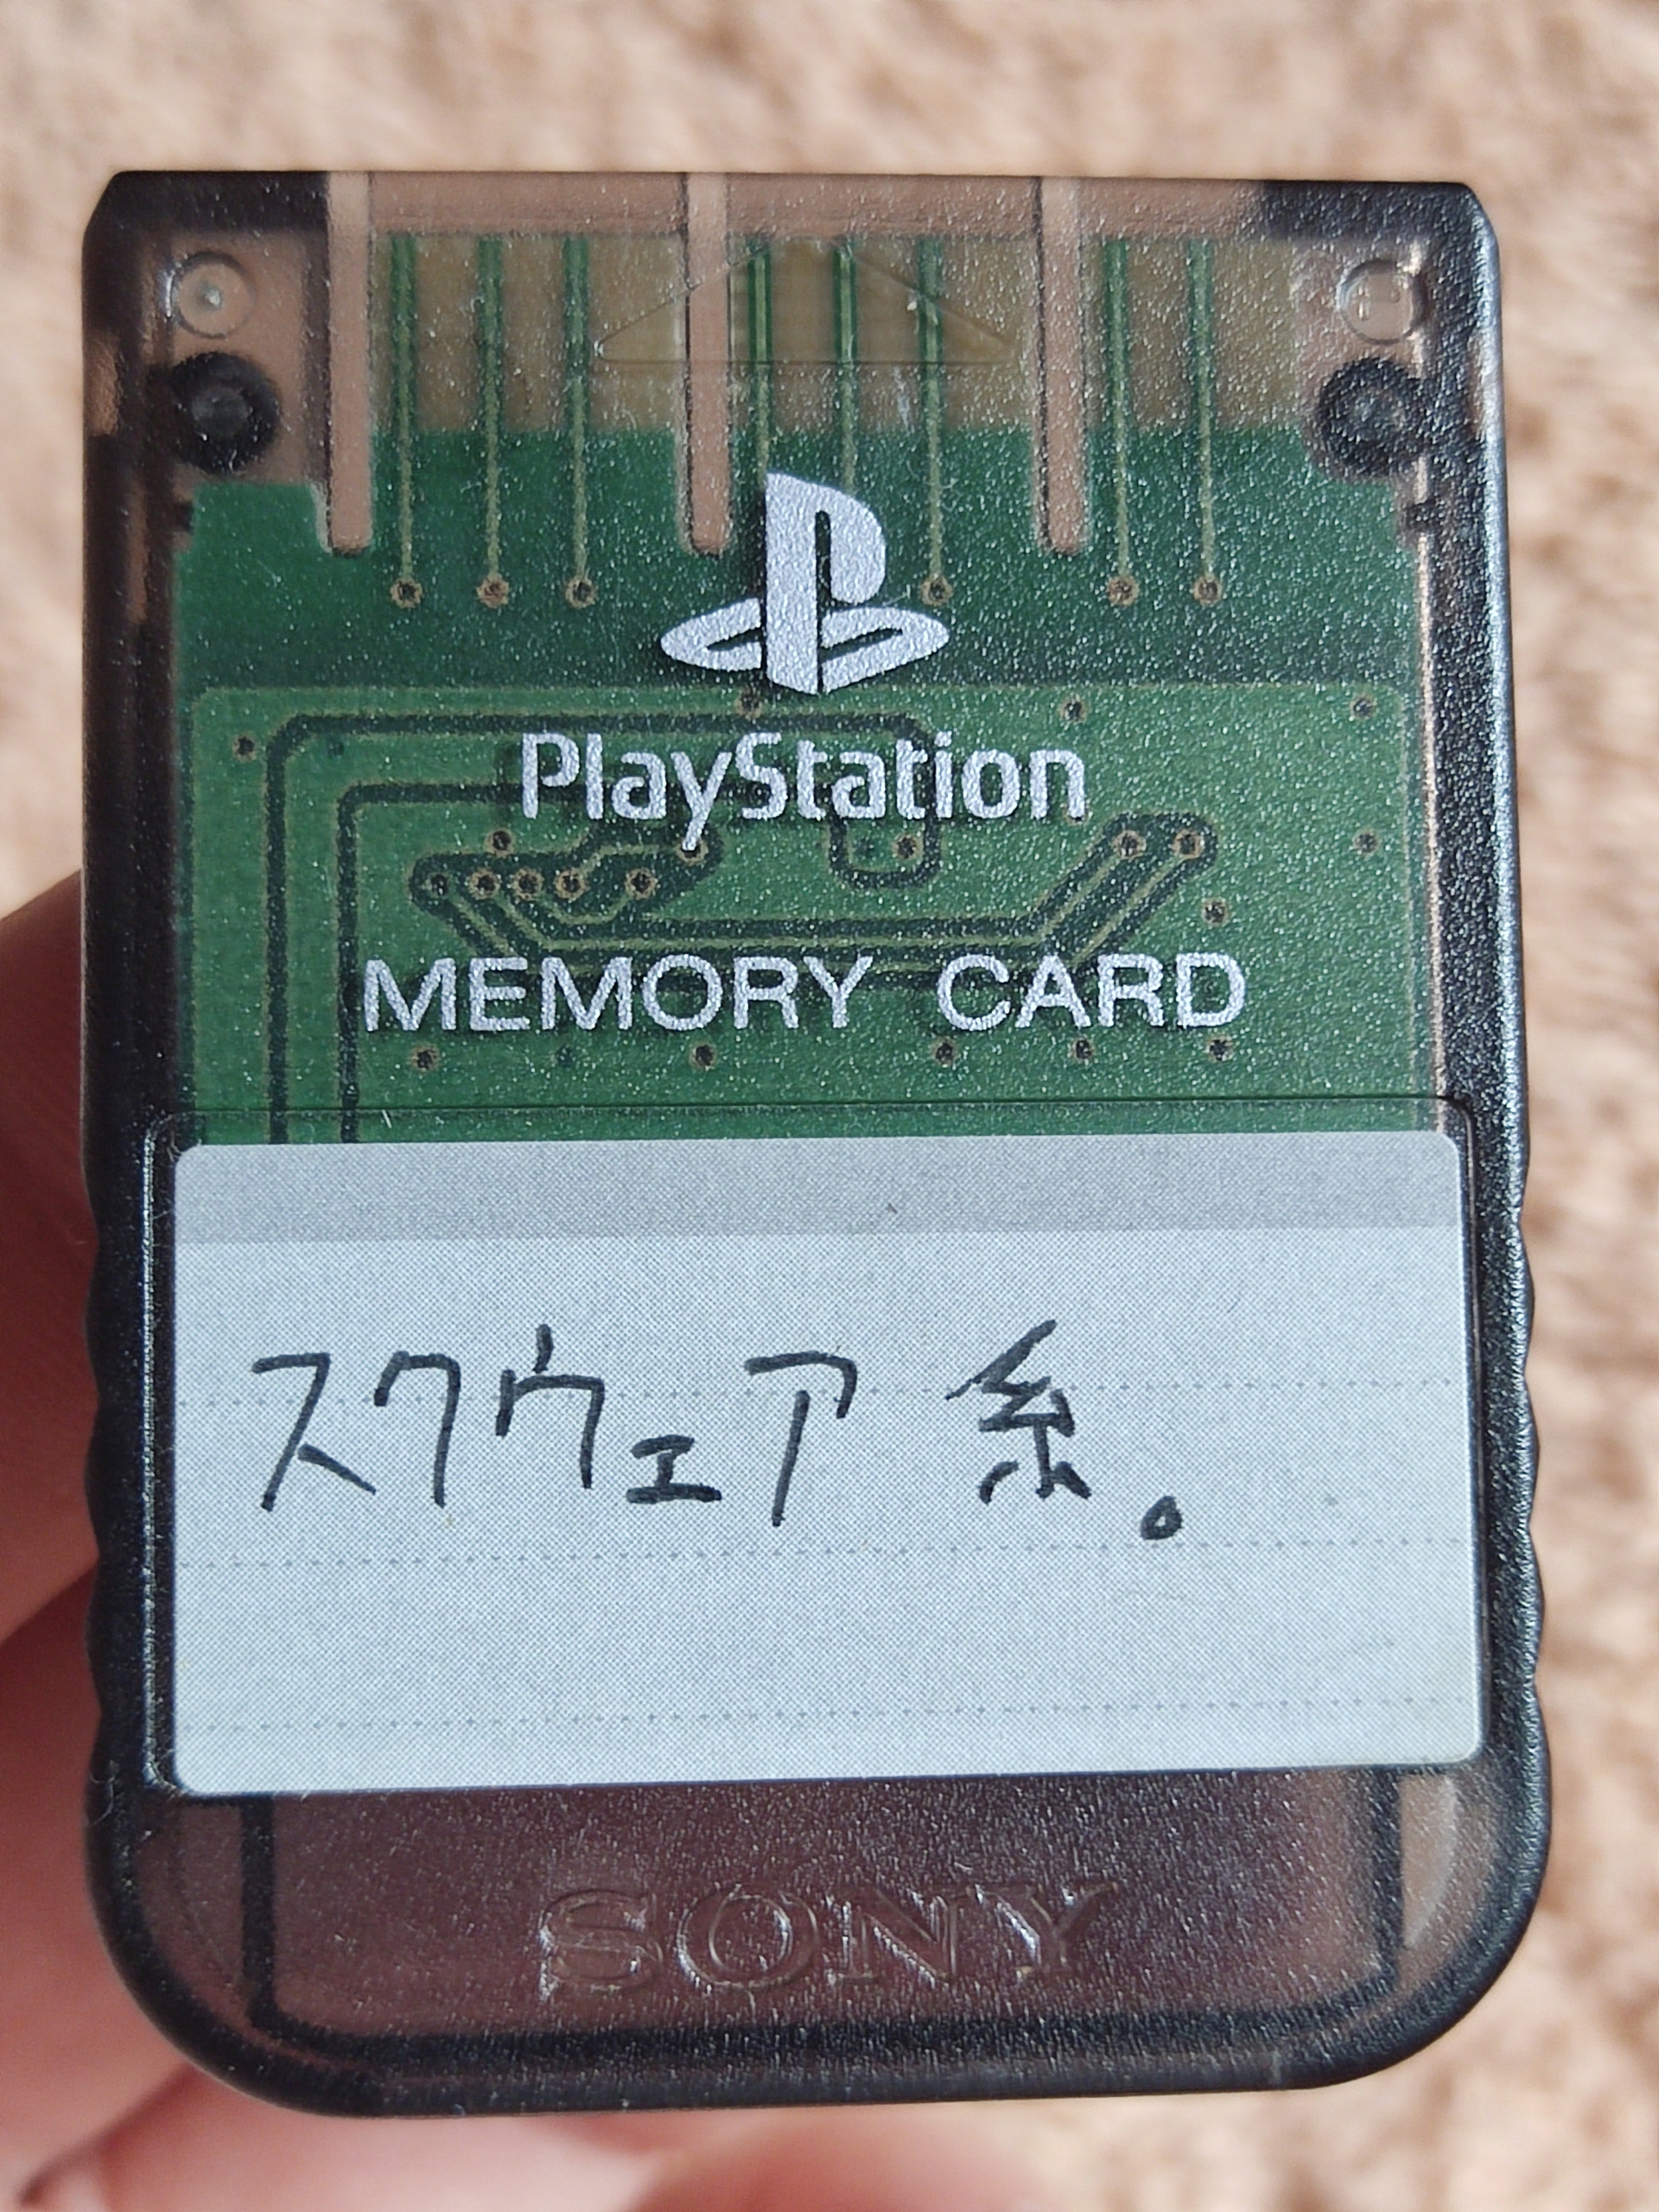 PlayStation
MEMORY CARD
スクウェア系。
SONY